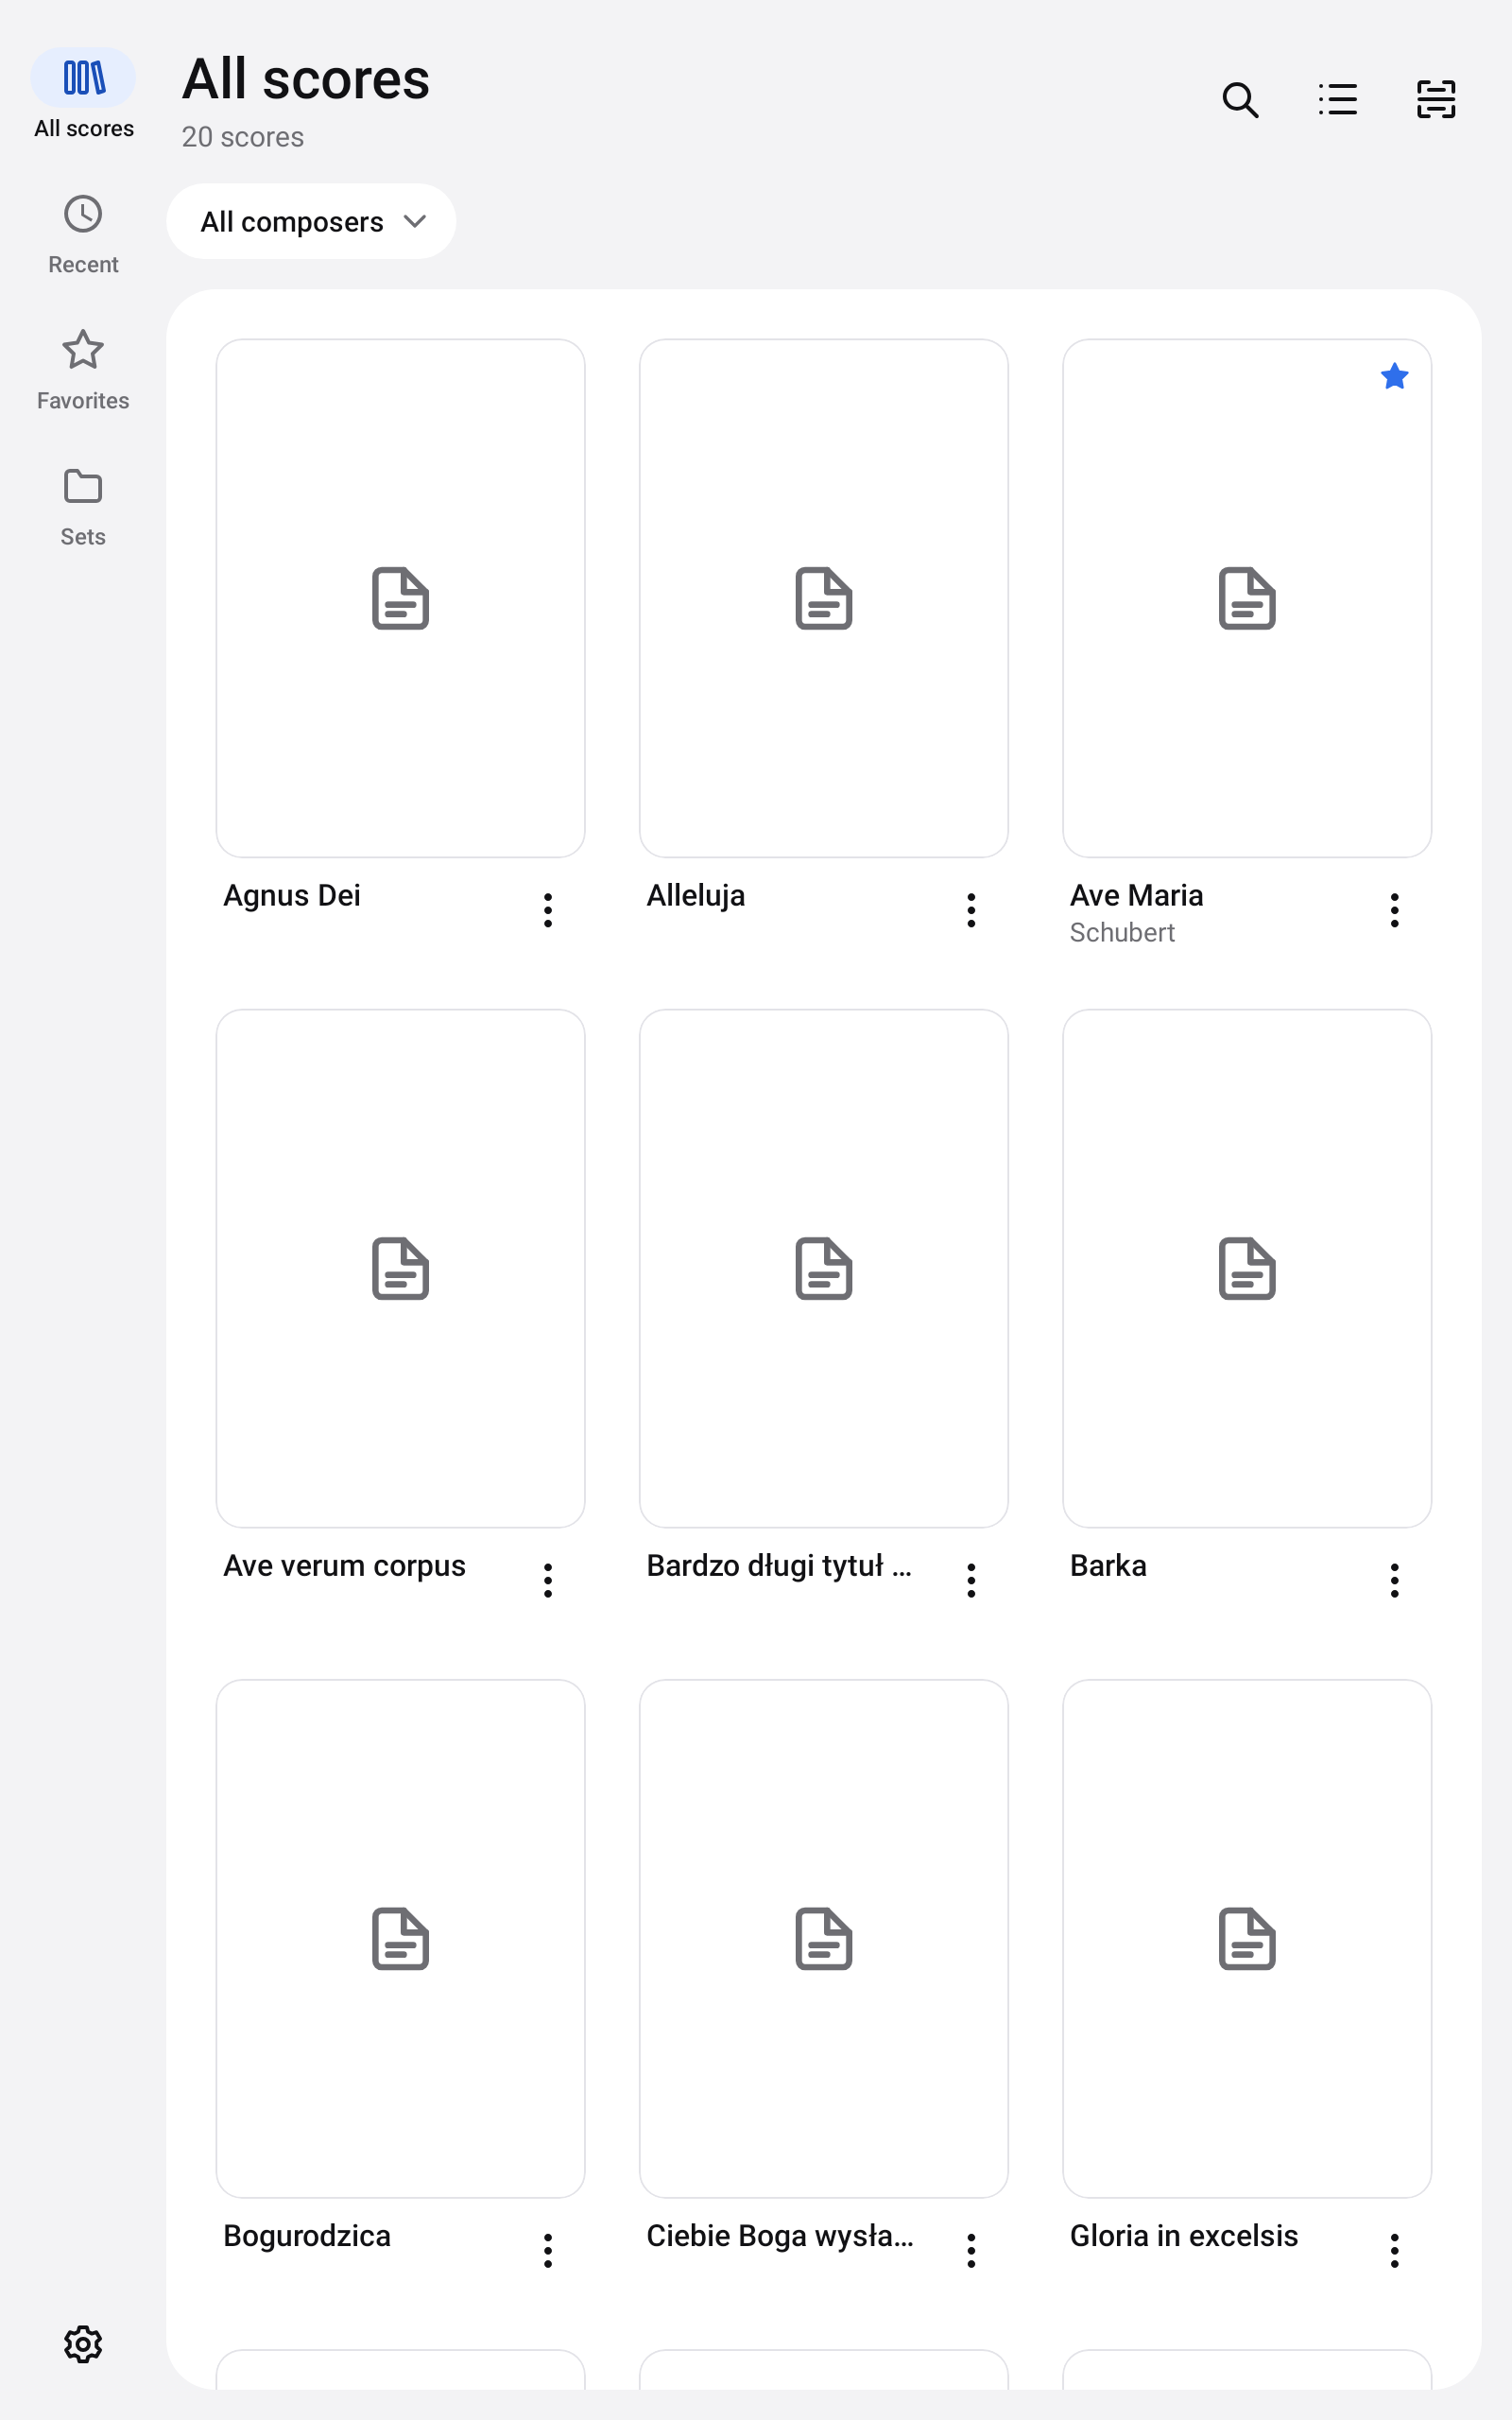 All scores
20 scores
All scores
All composers
Recent
Favorites
Sets
Agnus Dei
Alleluja
Ave Maria
Schubert
Ave verum corpus
Bardzo długi tytuł ...
Barka
Bogurodzica
Ciebie Boga wysła...
Gloria in excelsis